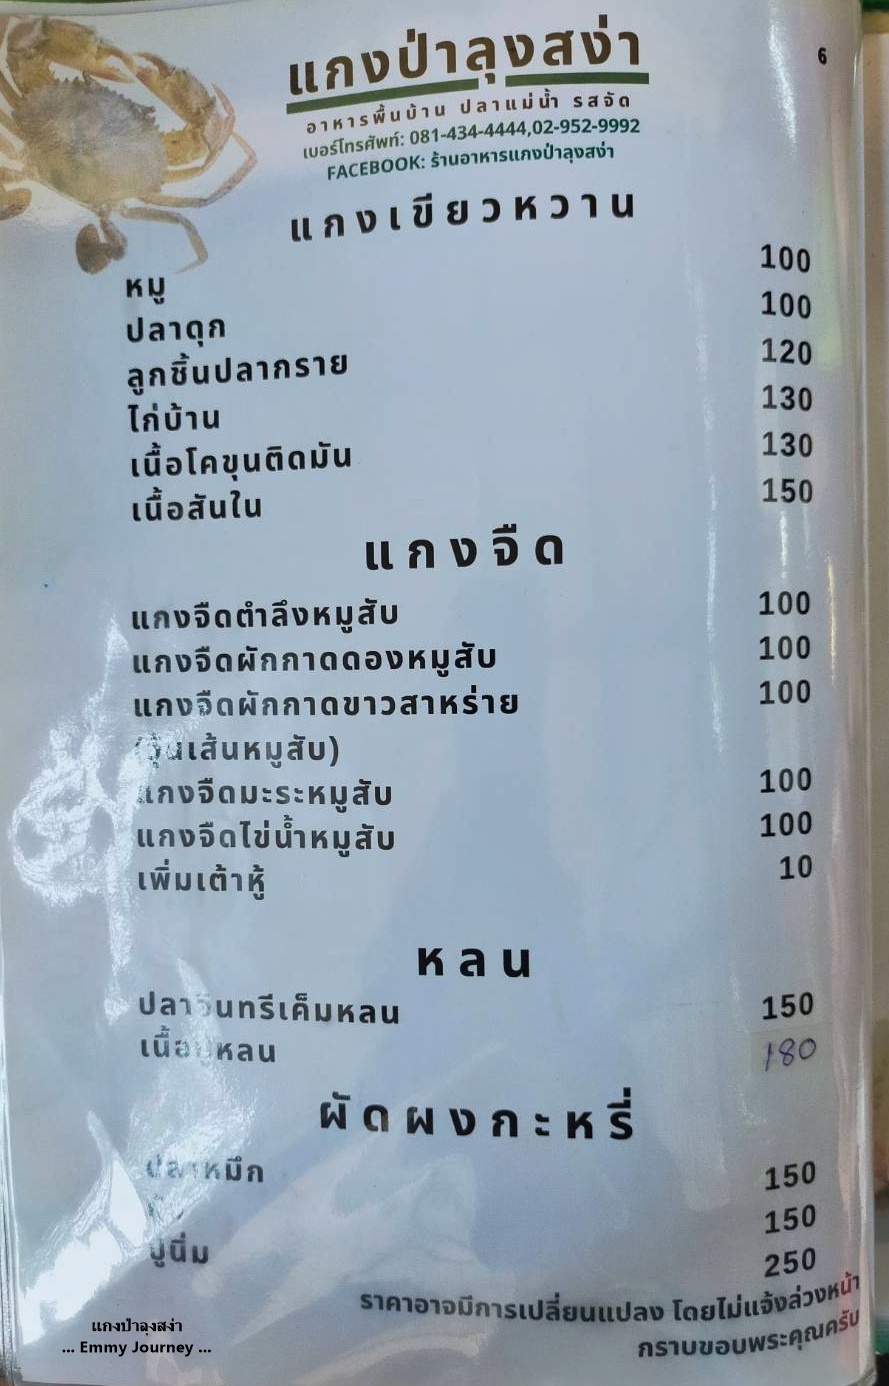 6
แกงป่าลุงสง่า
อาหารพื้นบ้าน ปลาแม่น้ำ รสจัด
เบอร์โทรศัพท์: 081-434-4444,02-952-9992
FACEBOOK: ร้านอาหารแกงป่าลุงสง่า
แกงเขียวหวาน
หมู 100
ปลาดุก 100
ลูกชิ้นปลากราย 120
ไก่บ้าน 130
เนื้อโคขุนติดมัน 130
เนื้อสันใน 150
แกงจืด
แกงจืดตำลึงหมูสับ 100
แกงจืดผักกาดดองหมูสับ 100
แกงจืดผักกาดขาวสาหร่าย 100
(วุ้นเส้นหมูสับ)
แกงจืดมะระหมูสับ 100
แกงจืดไข่น้ำหมูสับ 100
เพิ่มเต้าหู้ 10
หลน
ปลาอินทรีเค็มหลน 150
เนื้อปูหลน 180
ผัดผงกะหรี่
ปลาหมึก 150
150
ปูนิ่ม 250
ราคาอาจมีการเปลี่ยนแปลง โดยไม่แจ้งล่วงหน้า
กราบขอบพระคุณครับ
แกงป่าลุงสง่า
... Emmy Journey ...